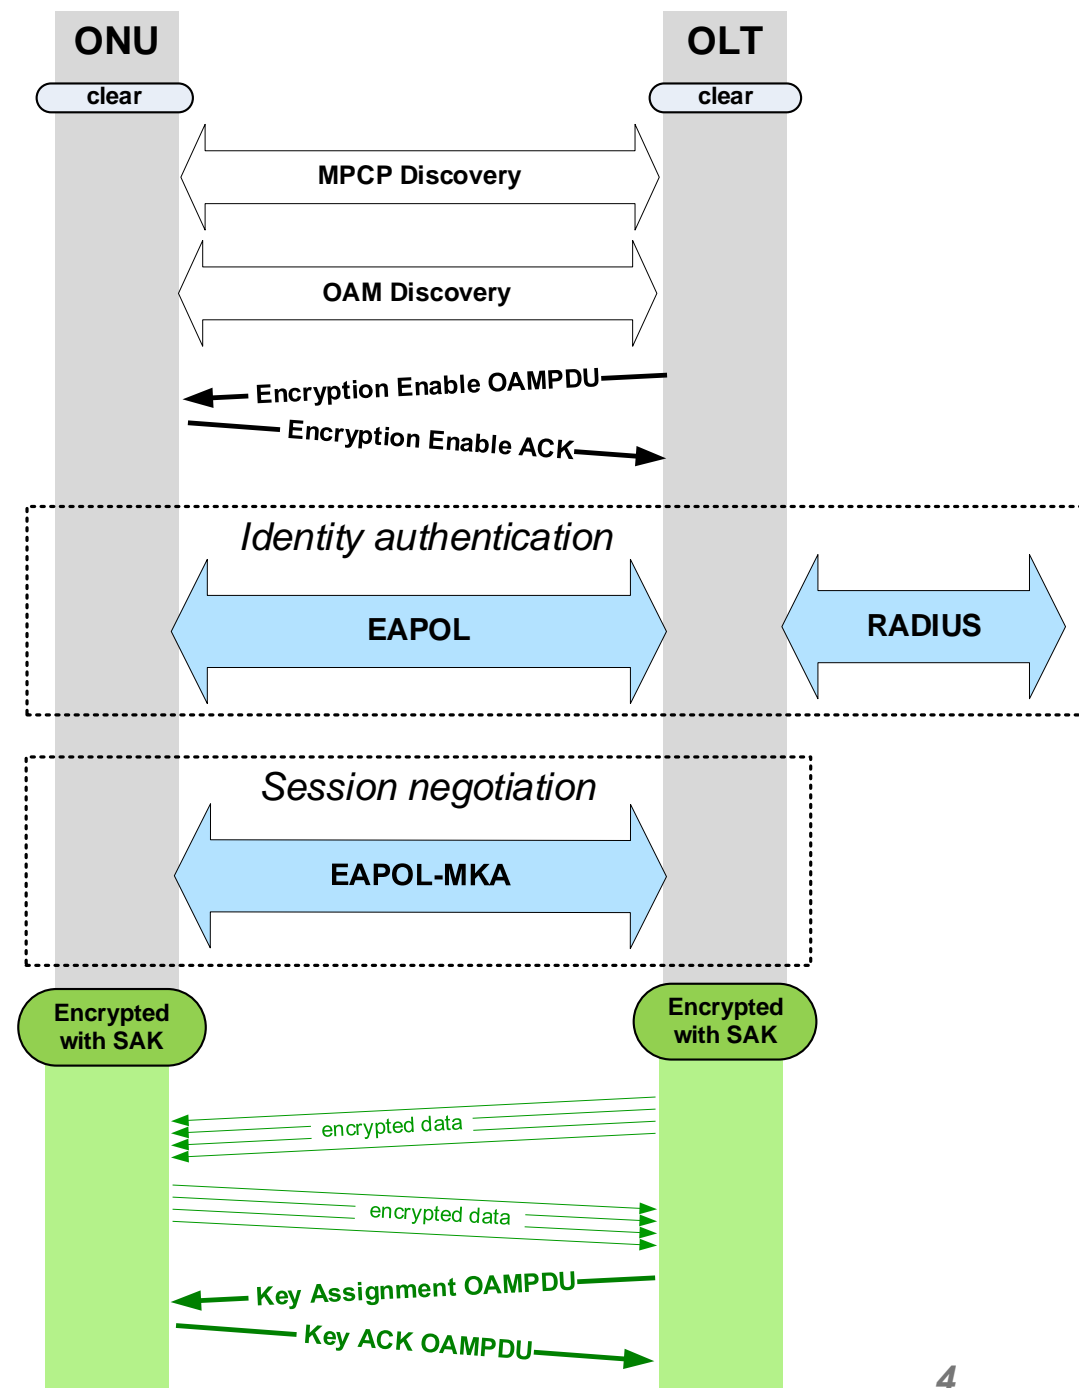 ONU
OLT
clear
clear
MPCP Discovery
OAM Discovery
Encryption Enable OAMPDU
Encryption Enable ACK
Identity authentication
EAPOL
RADIUS
Session negotiation
EAPOL-MKA
Encrypted
with SAK
Encrypted
with SAK
encrypted data
encrypted data
Key Assignment OAMPDU
Key ACK OAMPDU
4